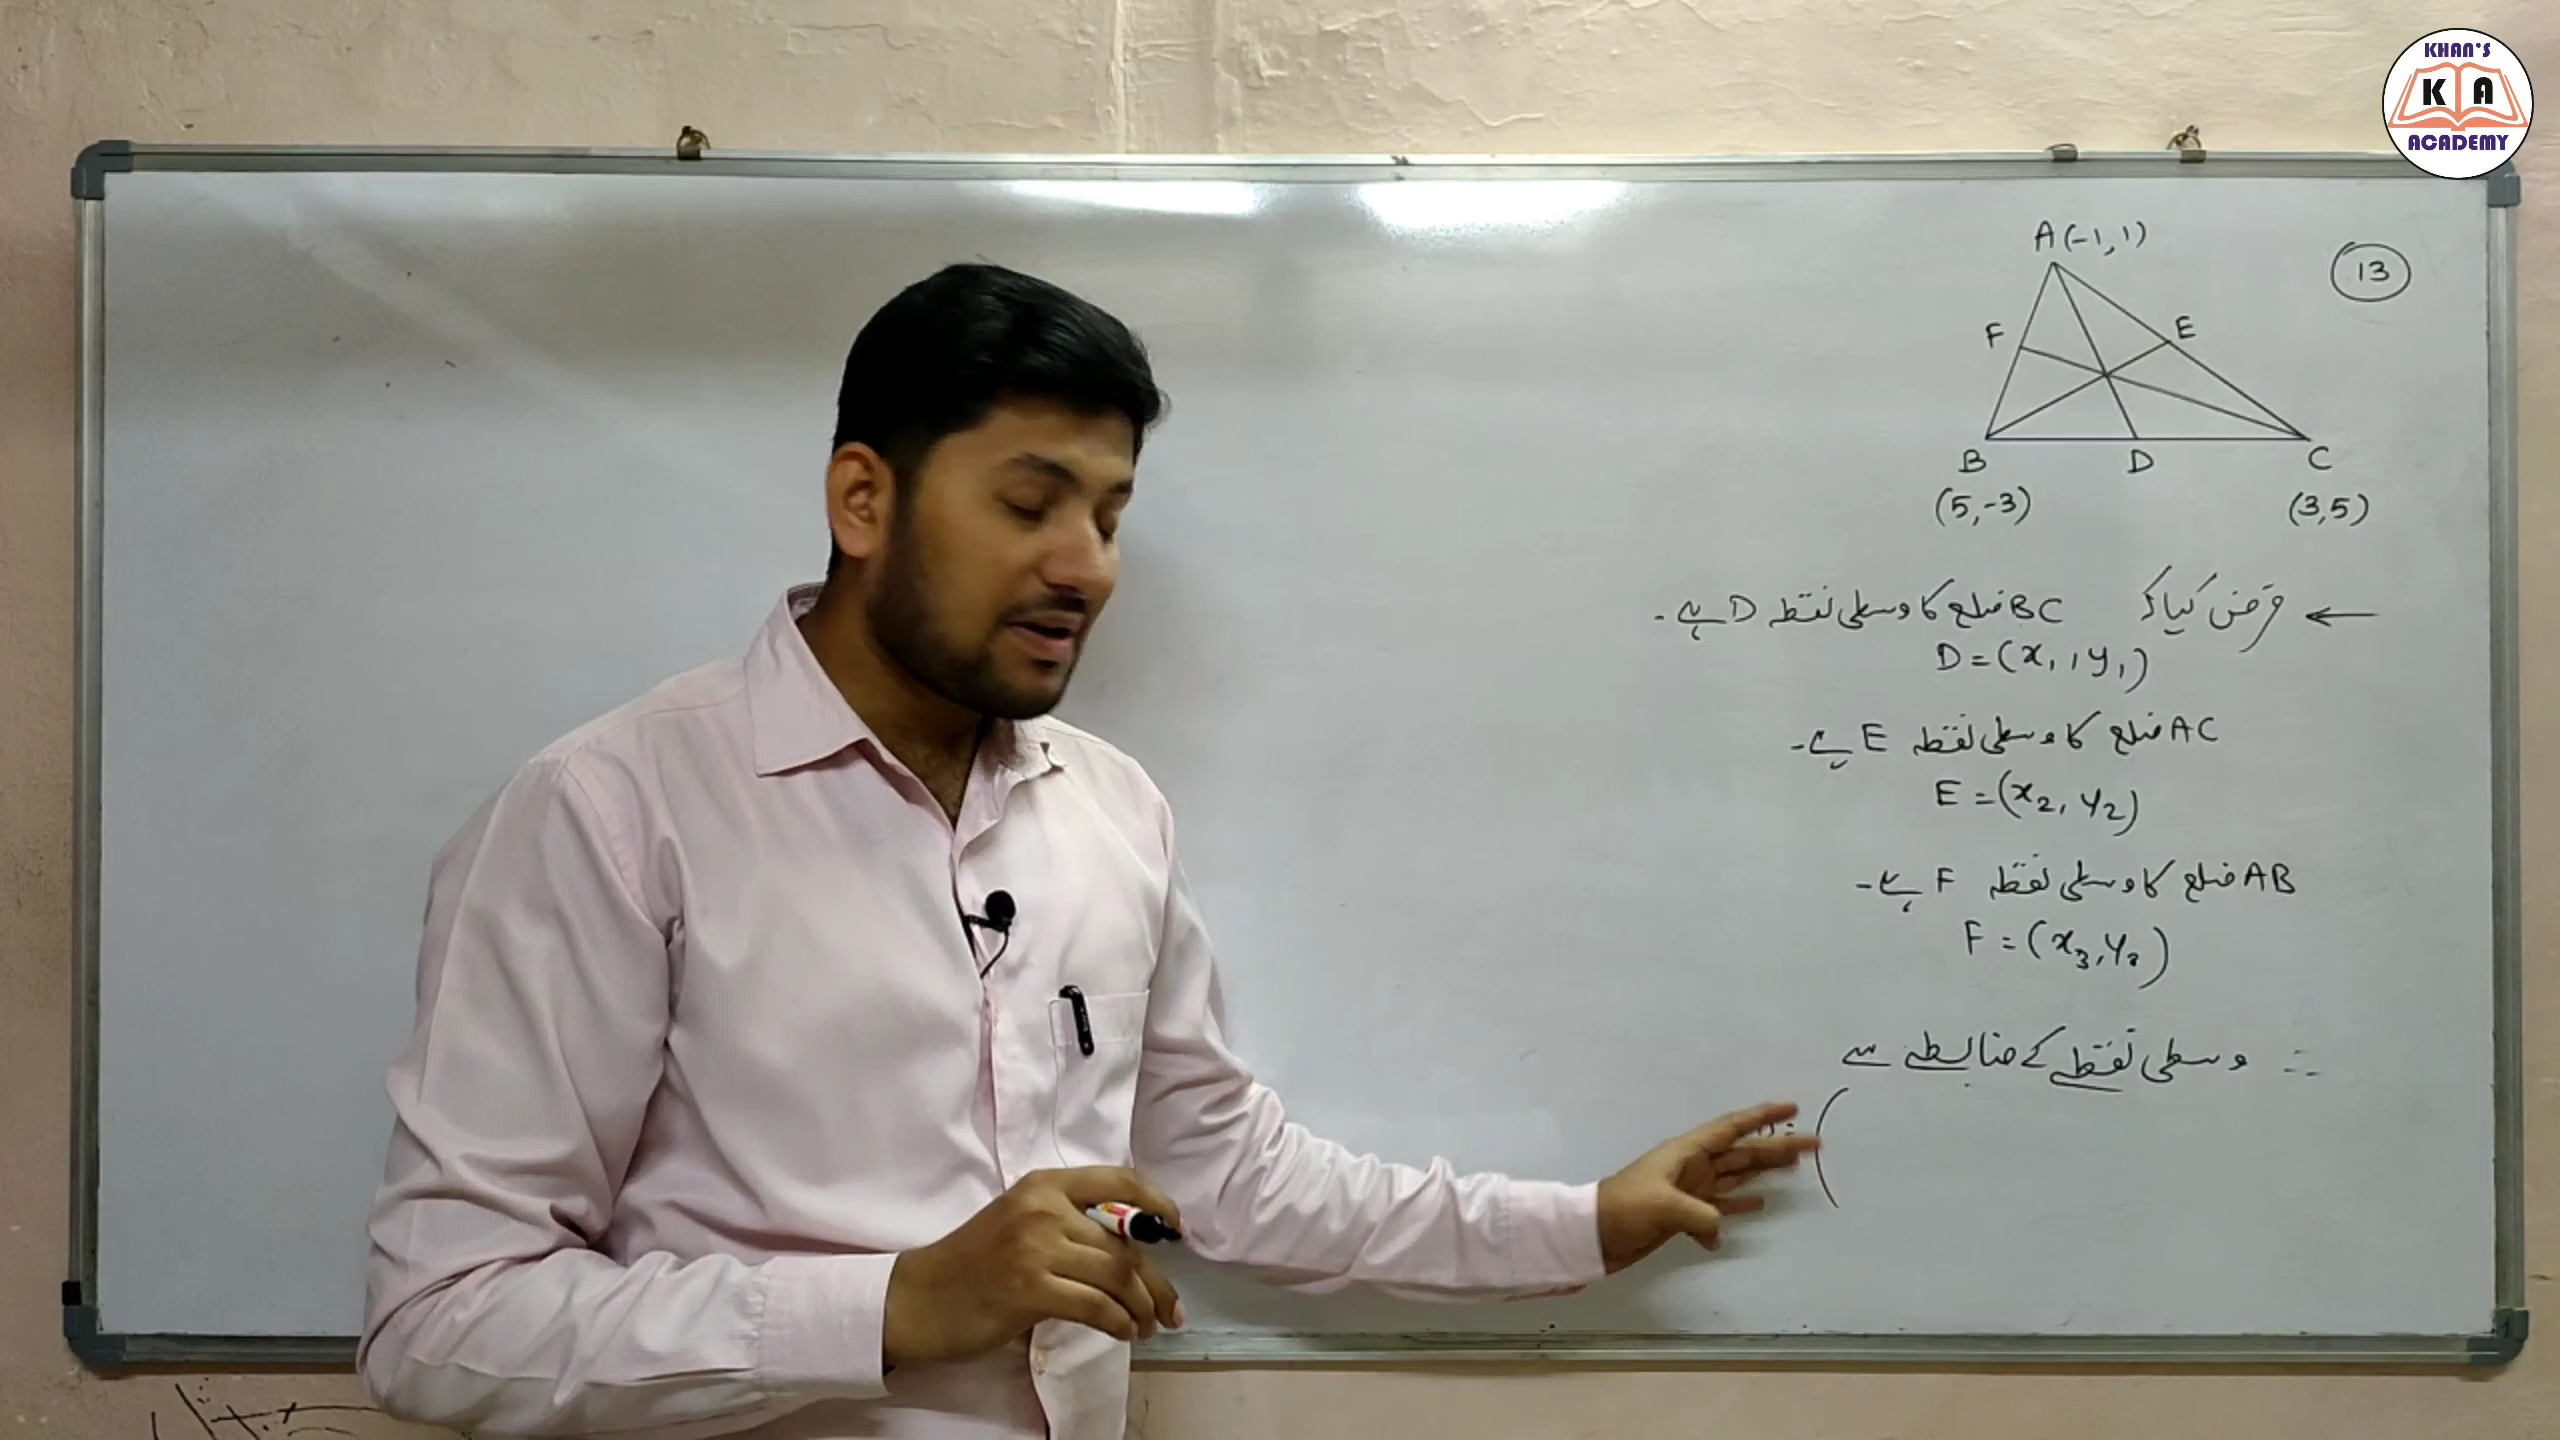 KHAN'S
K A
ACADEMY
13
A(-1,1)
F
E
B D C
(5,-3) (3,5)
← فرض کیا کہ BC ضلع کا وسطی نقطہ D ہے۔
D=(x1,y1)
AC ضلع کا وسطی نقطہ E ہے۔
E=(x2,y2)
AB ضلع کا وسطی نقطہ F ہے۔
F=(x3,y3)
∴ وسطی نقطے کے ضابطے سے
= (